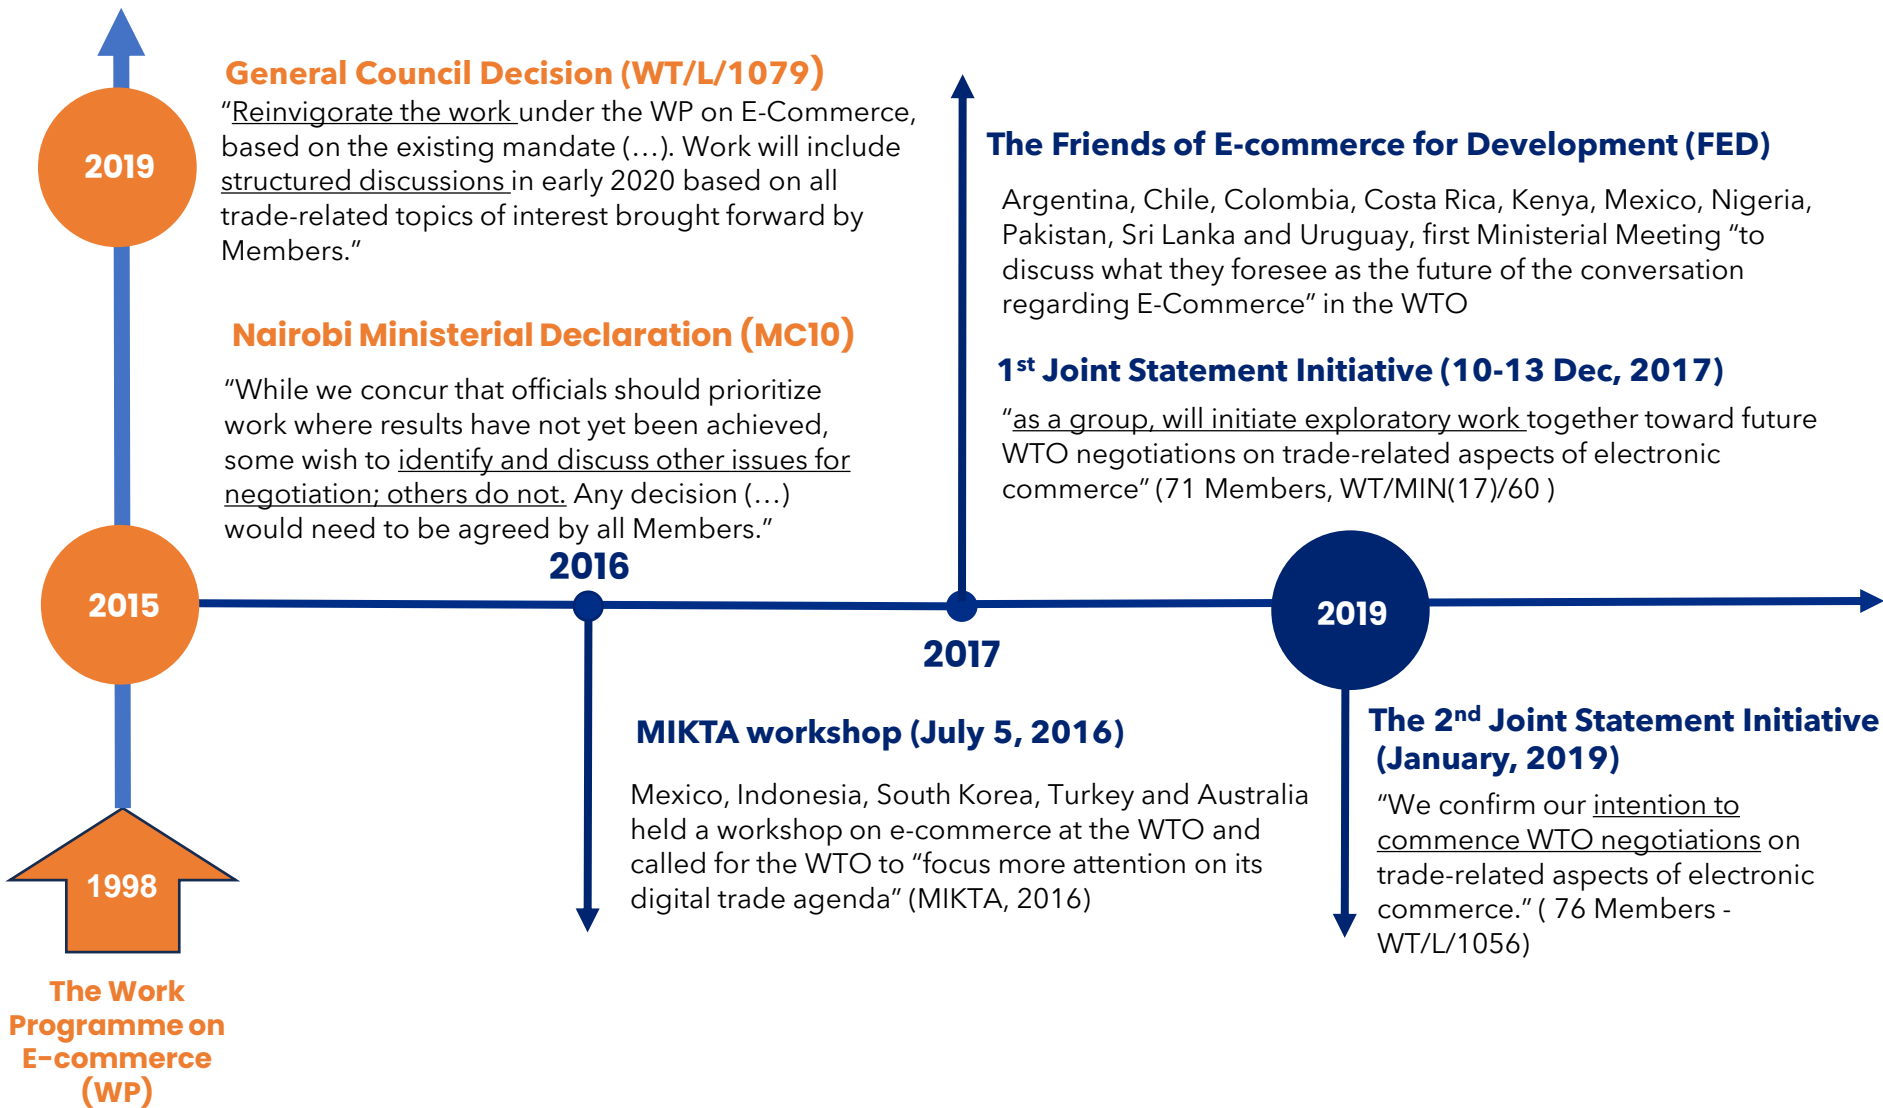 General Council Decision (WT/L/1079)
“Reinvigorate the work under the WP on E-Commerce,
based on the existing mandate (…). Work will include
structured discussions in early 2020 based on all
trade-related topics of interest brought forward by
Members.”
2019
Nairobi Ministerial Declaration (MC10)
“While we concur that officials should prioritize
work where results have not yet been achieved,
some wish to identify and discuss other issues for
negotiation; others do not. Any decision (…)
would need to be agreed by all Members.”
2015
1998
The Work
Programme on
E-commerce
(WP)
2016
MIKTA workshop (July 5, 2016)
Mexico, Indonesia, South Korea, Turkey and Australia
held a workshop on e-commerce at the WTO and
called for the WTO to “focus more attention on its
digital trade agenda” (MIKTA, 2016)
The Friends of E-commerce for Development (FED)
Argentina, Chile, Colombia, Costa Rica, Kenya, Mexico, Nigeria,
Pakistan, Sri Lanka and Uruguay, first Ministerial Meeting “to
discuss what they foresee as the future of the conversation
regarding E-Commerce” in the WTO
1st Joint Statement Initiative (10-13 Dec, 2017)
“as a group, will initiate exploratory work together toward future
WTO negotiations on trade-related aspects of electronic
commerce” (71 Members, WT/MIN(17)/60 )
2017
2019
The 2nd Joint Statement Initiative
(January, 2019)
“We confirm our intention to
commence WTO negotiations on
trade-related aspects of electronic
commerce.” ( 76 Members -
WT/L/1056)